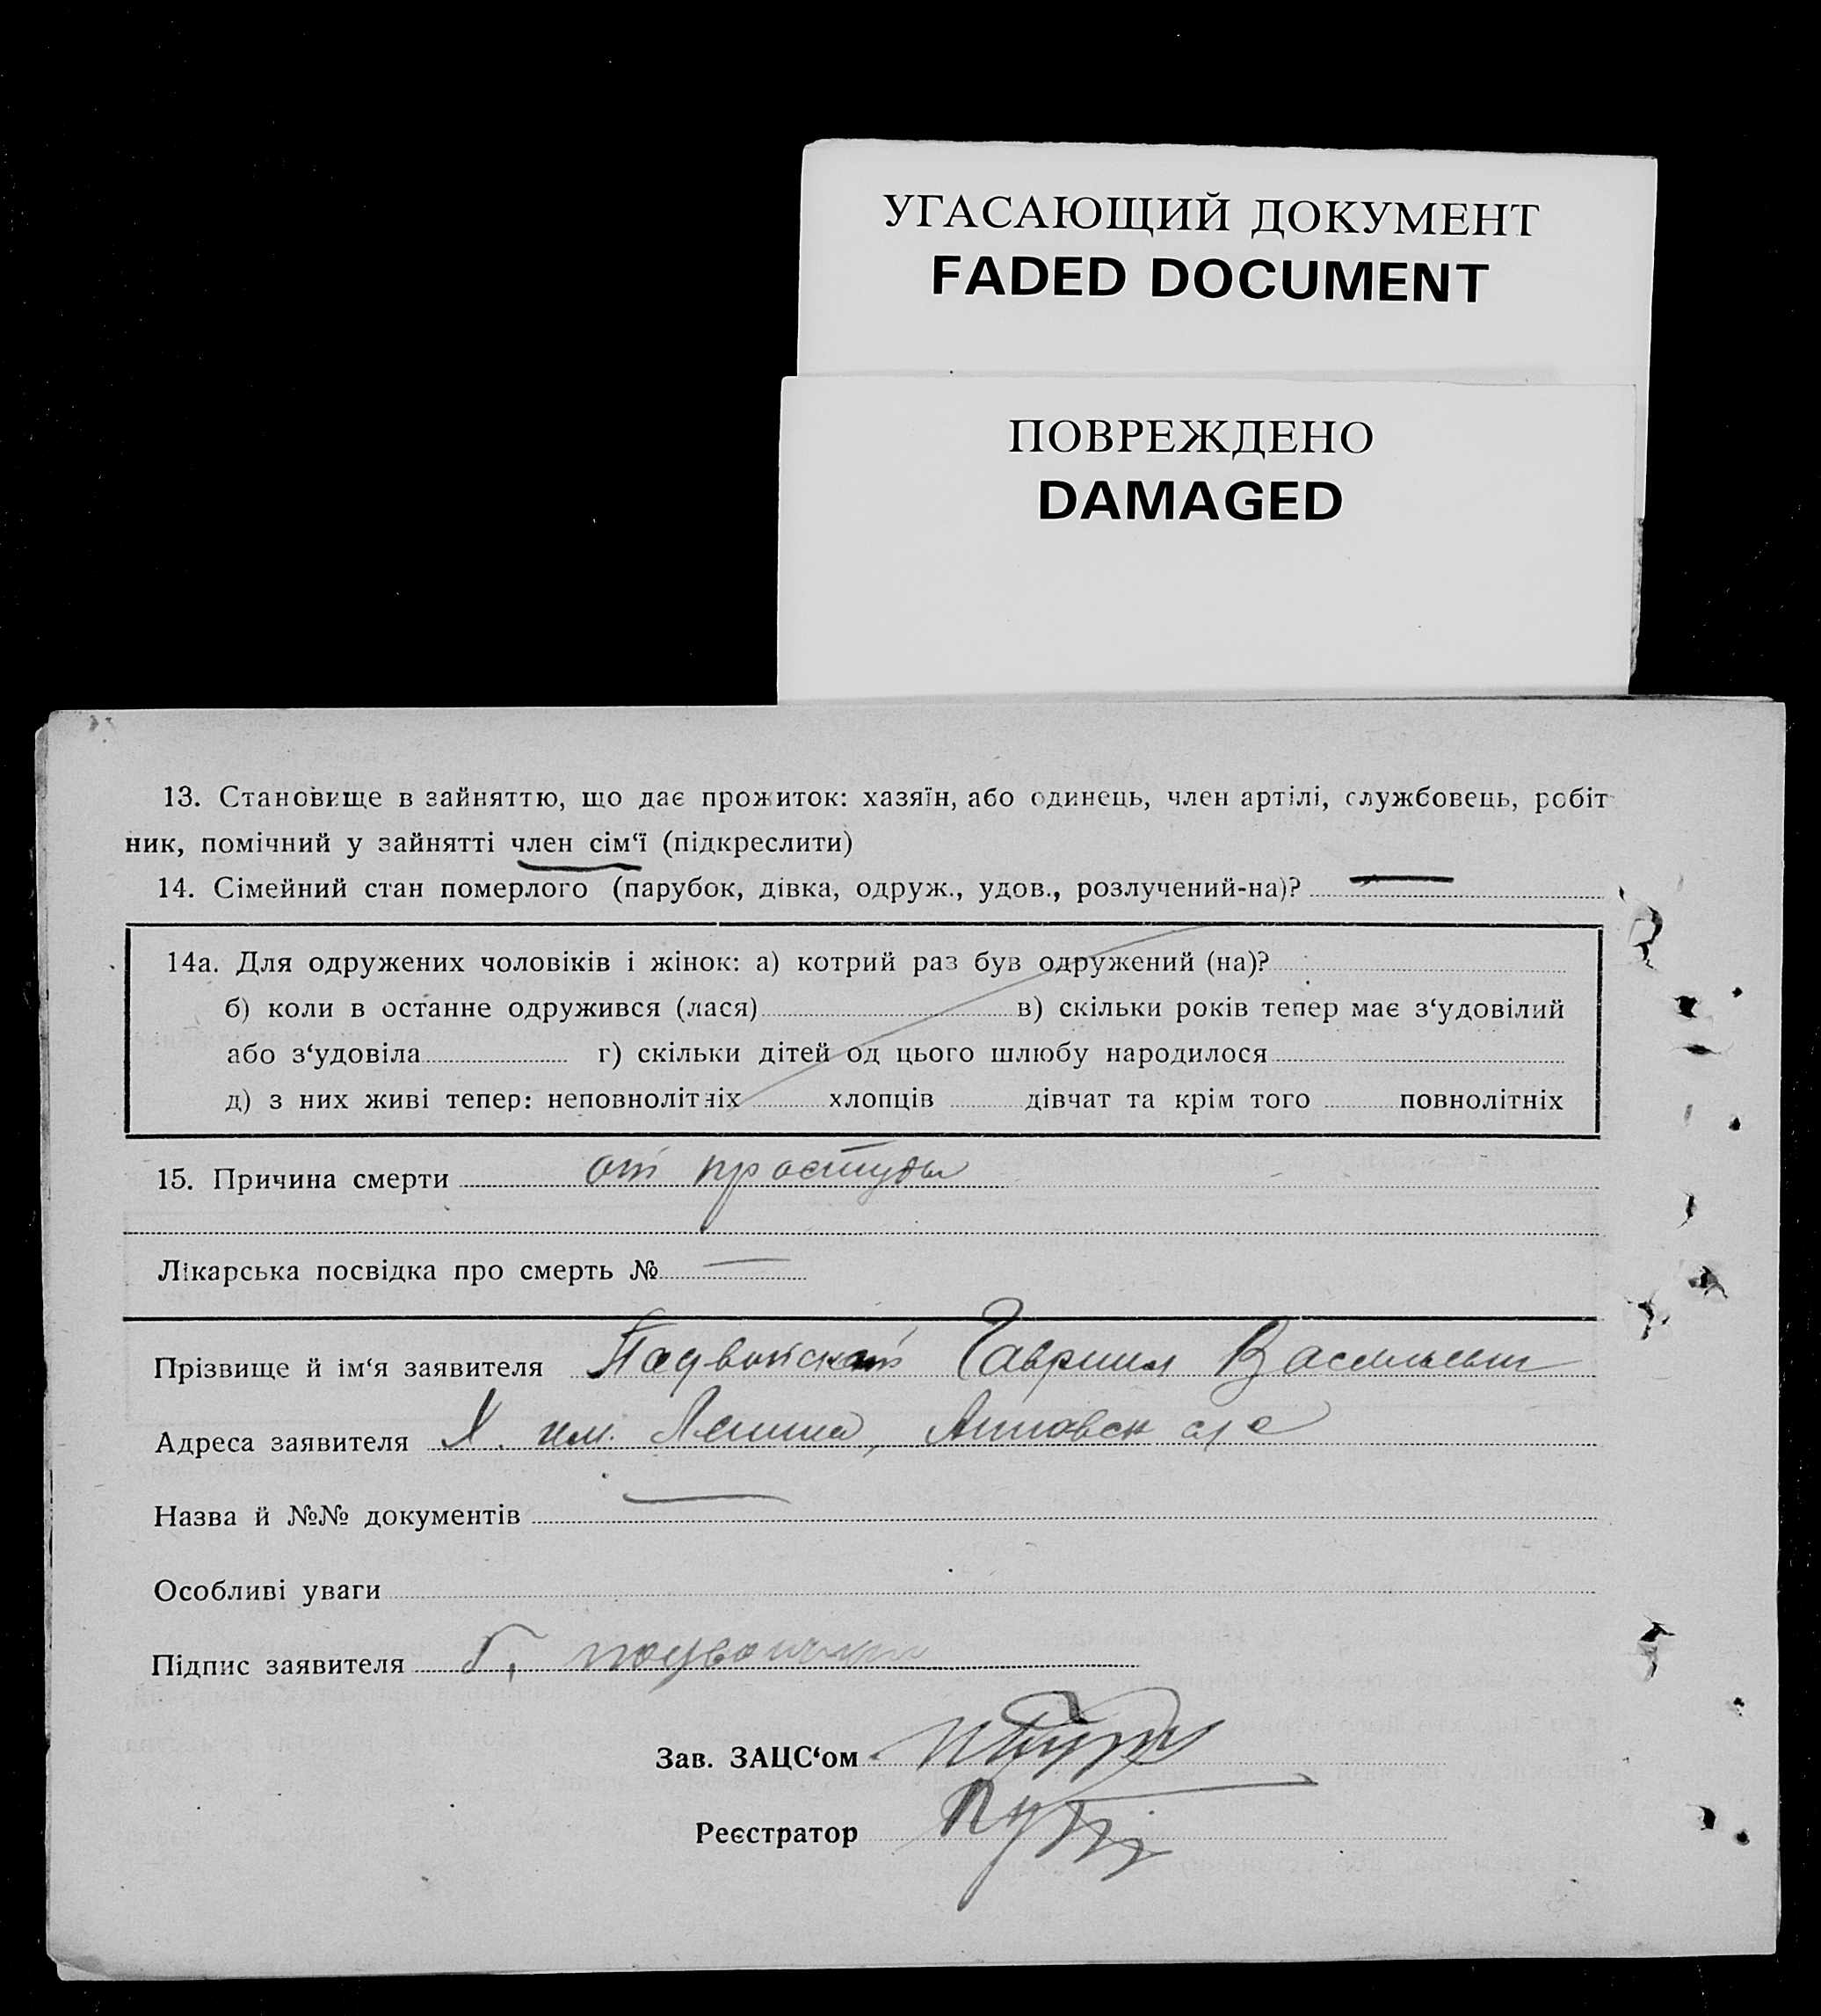 УГАСАЮЩИЙ ДОКУМЕНТ
FADED DOCUMENT
ПОВРЕЖДЕНО
DAMAGED
13. Становище в зайняттю, що дає прожиток: хазяїн, або одинець, член артілі, службовець, робіт
ник, помічний у зайнятті член сім‘ї (підкреслити)
14. Сімейний стан померлого (парубок, дівка, одруж., удов., розлучений-на)?
14а. Для одружених чоловіків і жінок: а) котрий раз був одружений (на)?
б) коли в останнє одружився (лася) в) скільки років тепер має з‘удовілий
або з‘удовіла г) скільки дітей од цього шлюбу народилося
д) з них живі тепер: неповнолітніх хлопців дівчат та крім того повнолітніх
15. Причина смерти от простуды
Лікарська посвідка про смерть №
Прізвище й ім‘я заявителя Гавриил Васильевич
Адреса заявителя Х. им. Ленина,
Назва й №№ документів
Особливі уваги
Підпис заявителя Г.
Зав. ЗАЦС‘ом
Реєстратор